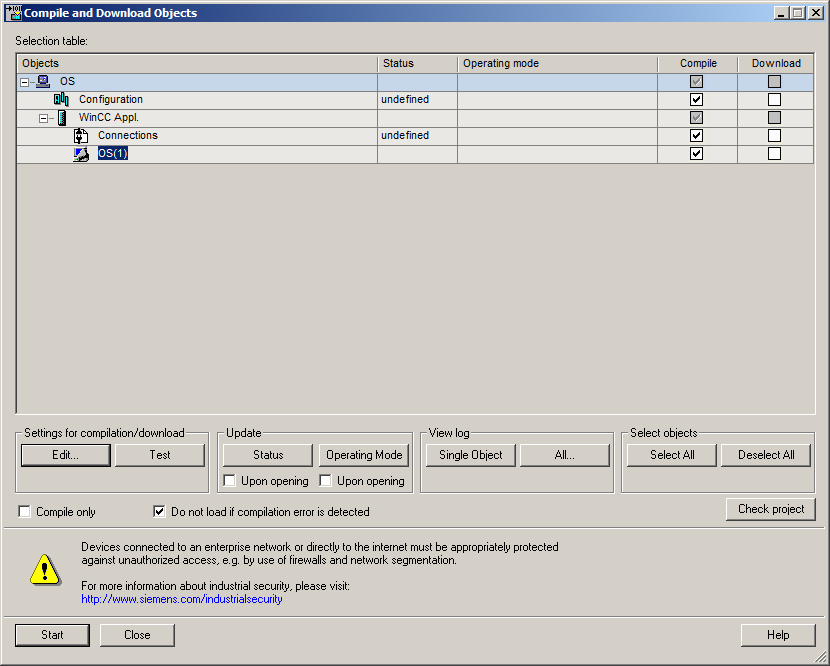 Compile and Download Objects
Selection table:
Objects Status Operating mode Compile Download
OS
Configuration undefined
WinCC Appl.
Connections undefined
OS(1)
Settings for compilation/download Update View log Select objects
Edit... Test Status Operating Mode Single Object All... Select All Deselect All
Upon opening Upon opening
Compile only Do not load if compilation error is detected Check project
Devices connected to an enterprise network or directly to the internet must be appropriately protected
against unauthorized access, e.g. by use of firewalls and network segmentation.
For more information about industrial security, please visit:
http://www.siemens.com/industrialsecurity
Start Close Help